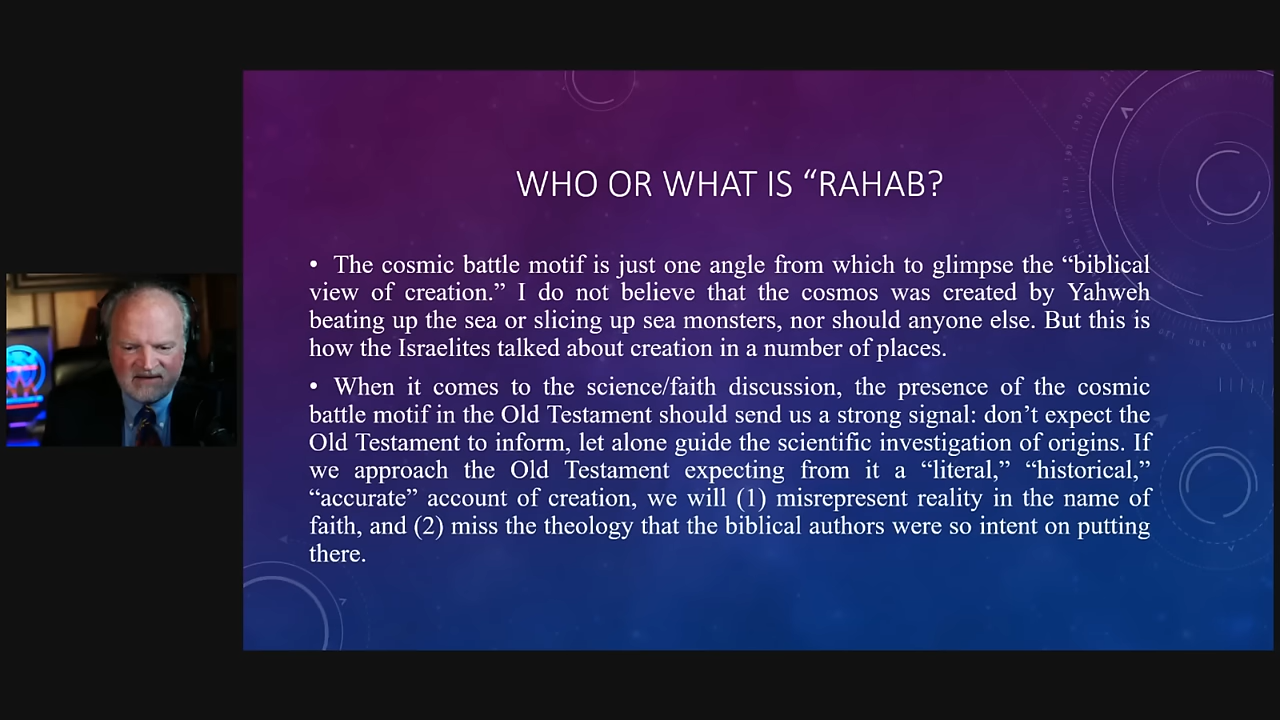 WHO OR WHAT IS “RAHAB?
• The cosmic battle motif is just one angle from which to glimpse the “biblical
view of creation.” I do not believe that the cosmos was created by Yahweh
beating up the sea or slicing up sea monsters, nor should anyone else. But this is
how the Israelites talked about creation in a number of places.
• When it comes to the science/faith discussion, the presence of the cosmic
battle motif in the Old Testament should send us a strong signal: don’t expect the
Old Testament to inform, let alone guide the scientific investigation of origins. If
we approach the Old Testament expecting from it a “literal,” “historical,”
“accurate” account of creation, we will (1) misrepresent reality in the name of
faith, and (2) miss the theology that the biblical authors were so intent on putting
there.